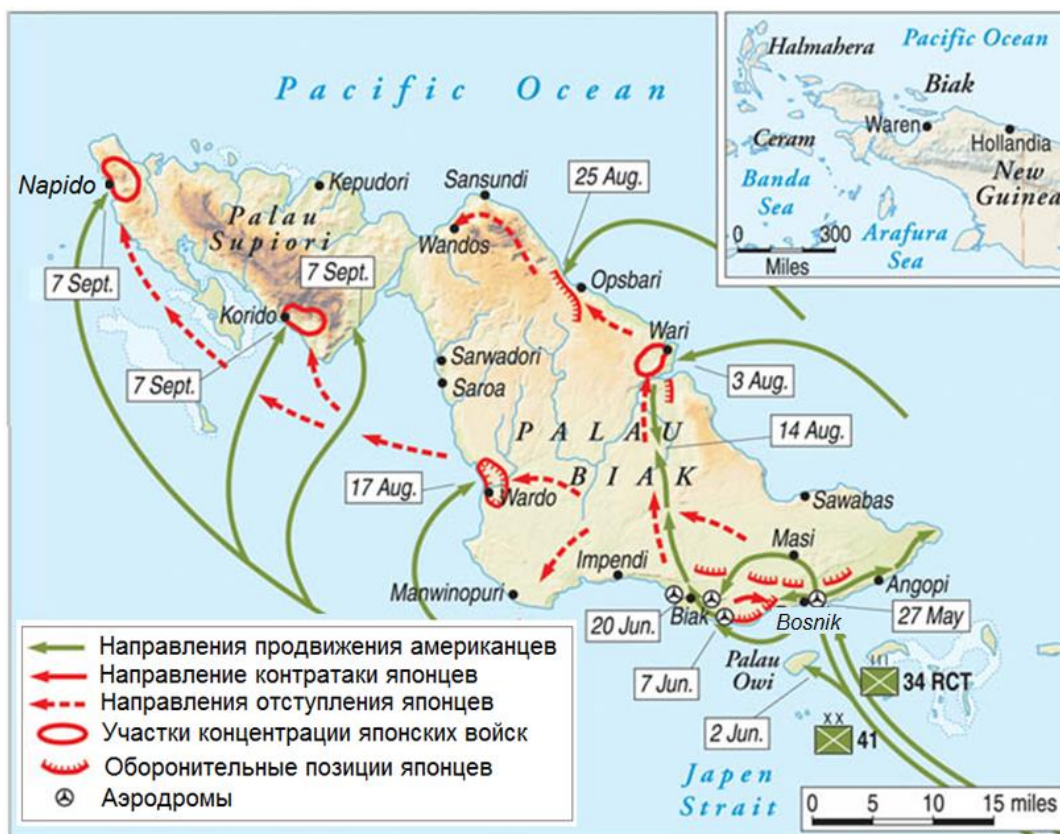 Pacific Ocean
Halmahera
Pacific Ocean
Biak
Waren
Ceram
Hollandia
Banda
Sea
New
Guinea
Arafura
Sea
0
300
Miles
Napido
Kepudori
Sansundi
25 Aug.
Palau
Supiori
Wandos
7 Sept.
7 Sept.
Opsbari
Korido
Wari
7 Sept.
Sarwadori
Saroa
3 Aug.
PALAU
BIAK
14 Aug.
17 Aug.
Wardo
Sawabas
Masi
Impendi
Manwinopuri
Angopi
20 Jun.
Biak
Bosnik
27 May
7 Jun.
Palau
Owi
III
34 RCT
2 Jun.
XX
41
Japen
Strait
0 5 10 15 miles
Направления продвижения американцев
Направление контратаки японцев
Направления отступления японцев
Участки концентрации японских войск
Оборонительные позиции японцев
Аэродромы